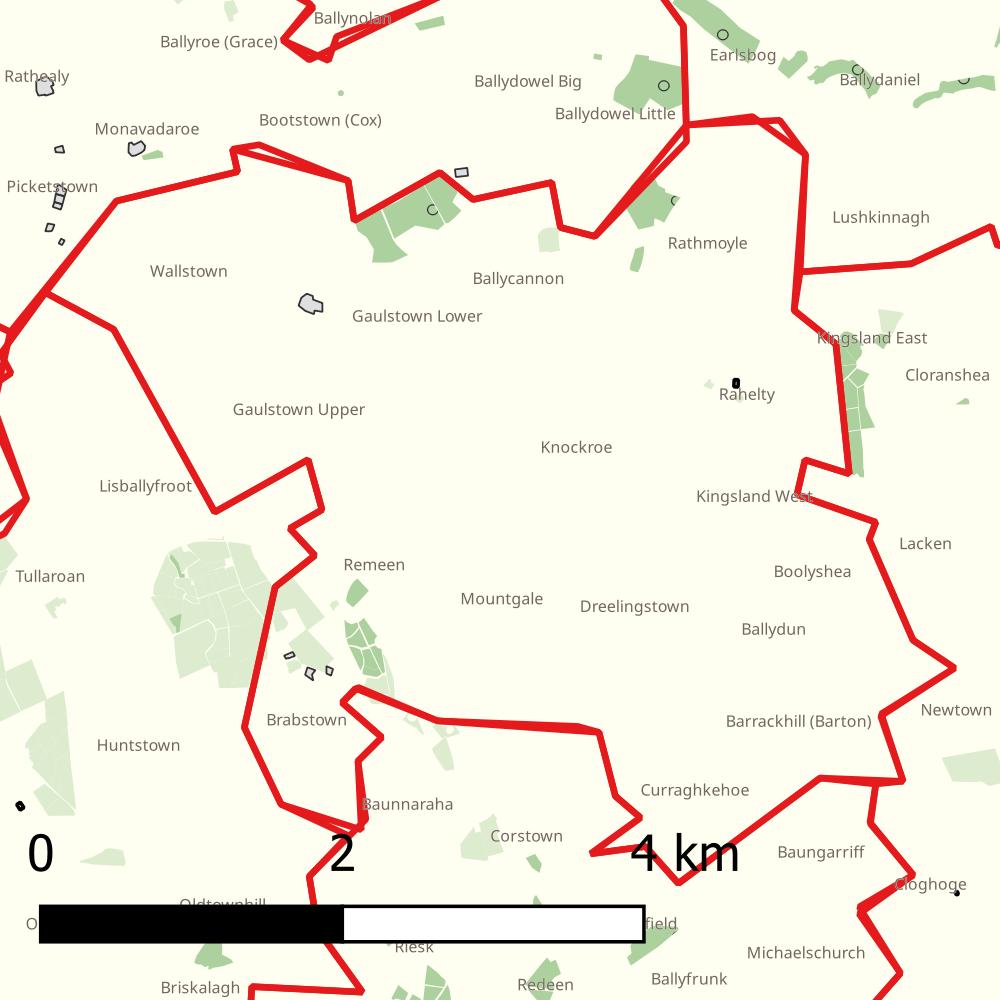 Ballynolan
Ballyroe (Grace)
Earlsbog
Rathealy
Ballydowel Big
Ballydaniel
Ballydowel Little
Bootstown (Cox)
Monavadaroe
Picketstown
Lushkinnagh
Rathmoyle
Wallstown
Ballycannon
Gaulstown Lower
Kingsland East
Cloranshea
Rahelty
Gaulstown Upper
Knockroe
Lisballyfroot
Kingsland West
Lacken
Remeen
Boolyshea
Tullaroan
Mountgale
Dreelingstown
Ballydun
Newtown
Brabstown
Barrackhill (Barton)
Huntstown
Curraghkehoe
Baunnaraha
Corstown
0
2
4 km
Baungarriff
Cloghoge
Oldtownhill
field
Riesk
Michaelschurch
Ballyfrunk
Redeen
Briskalagh